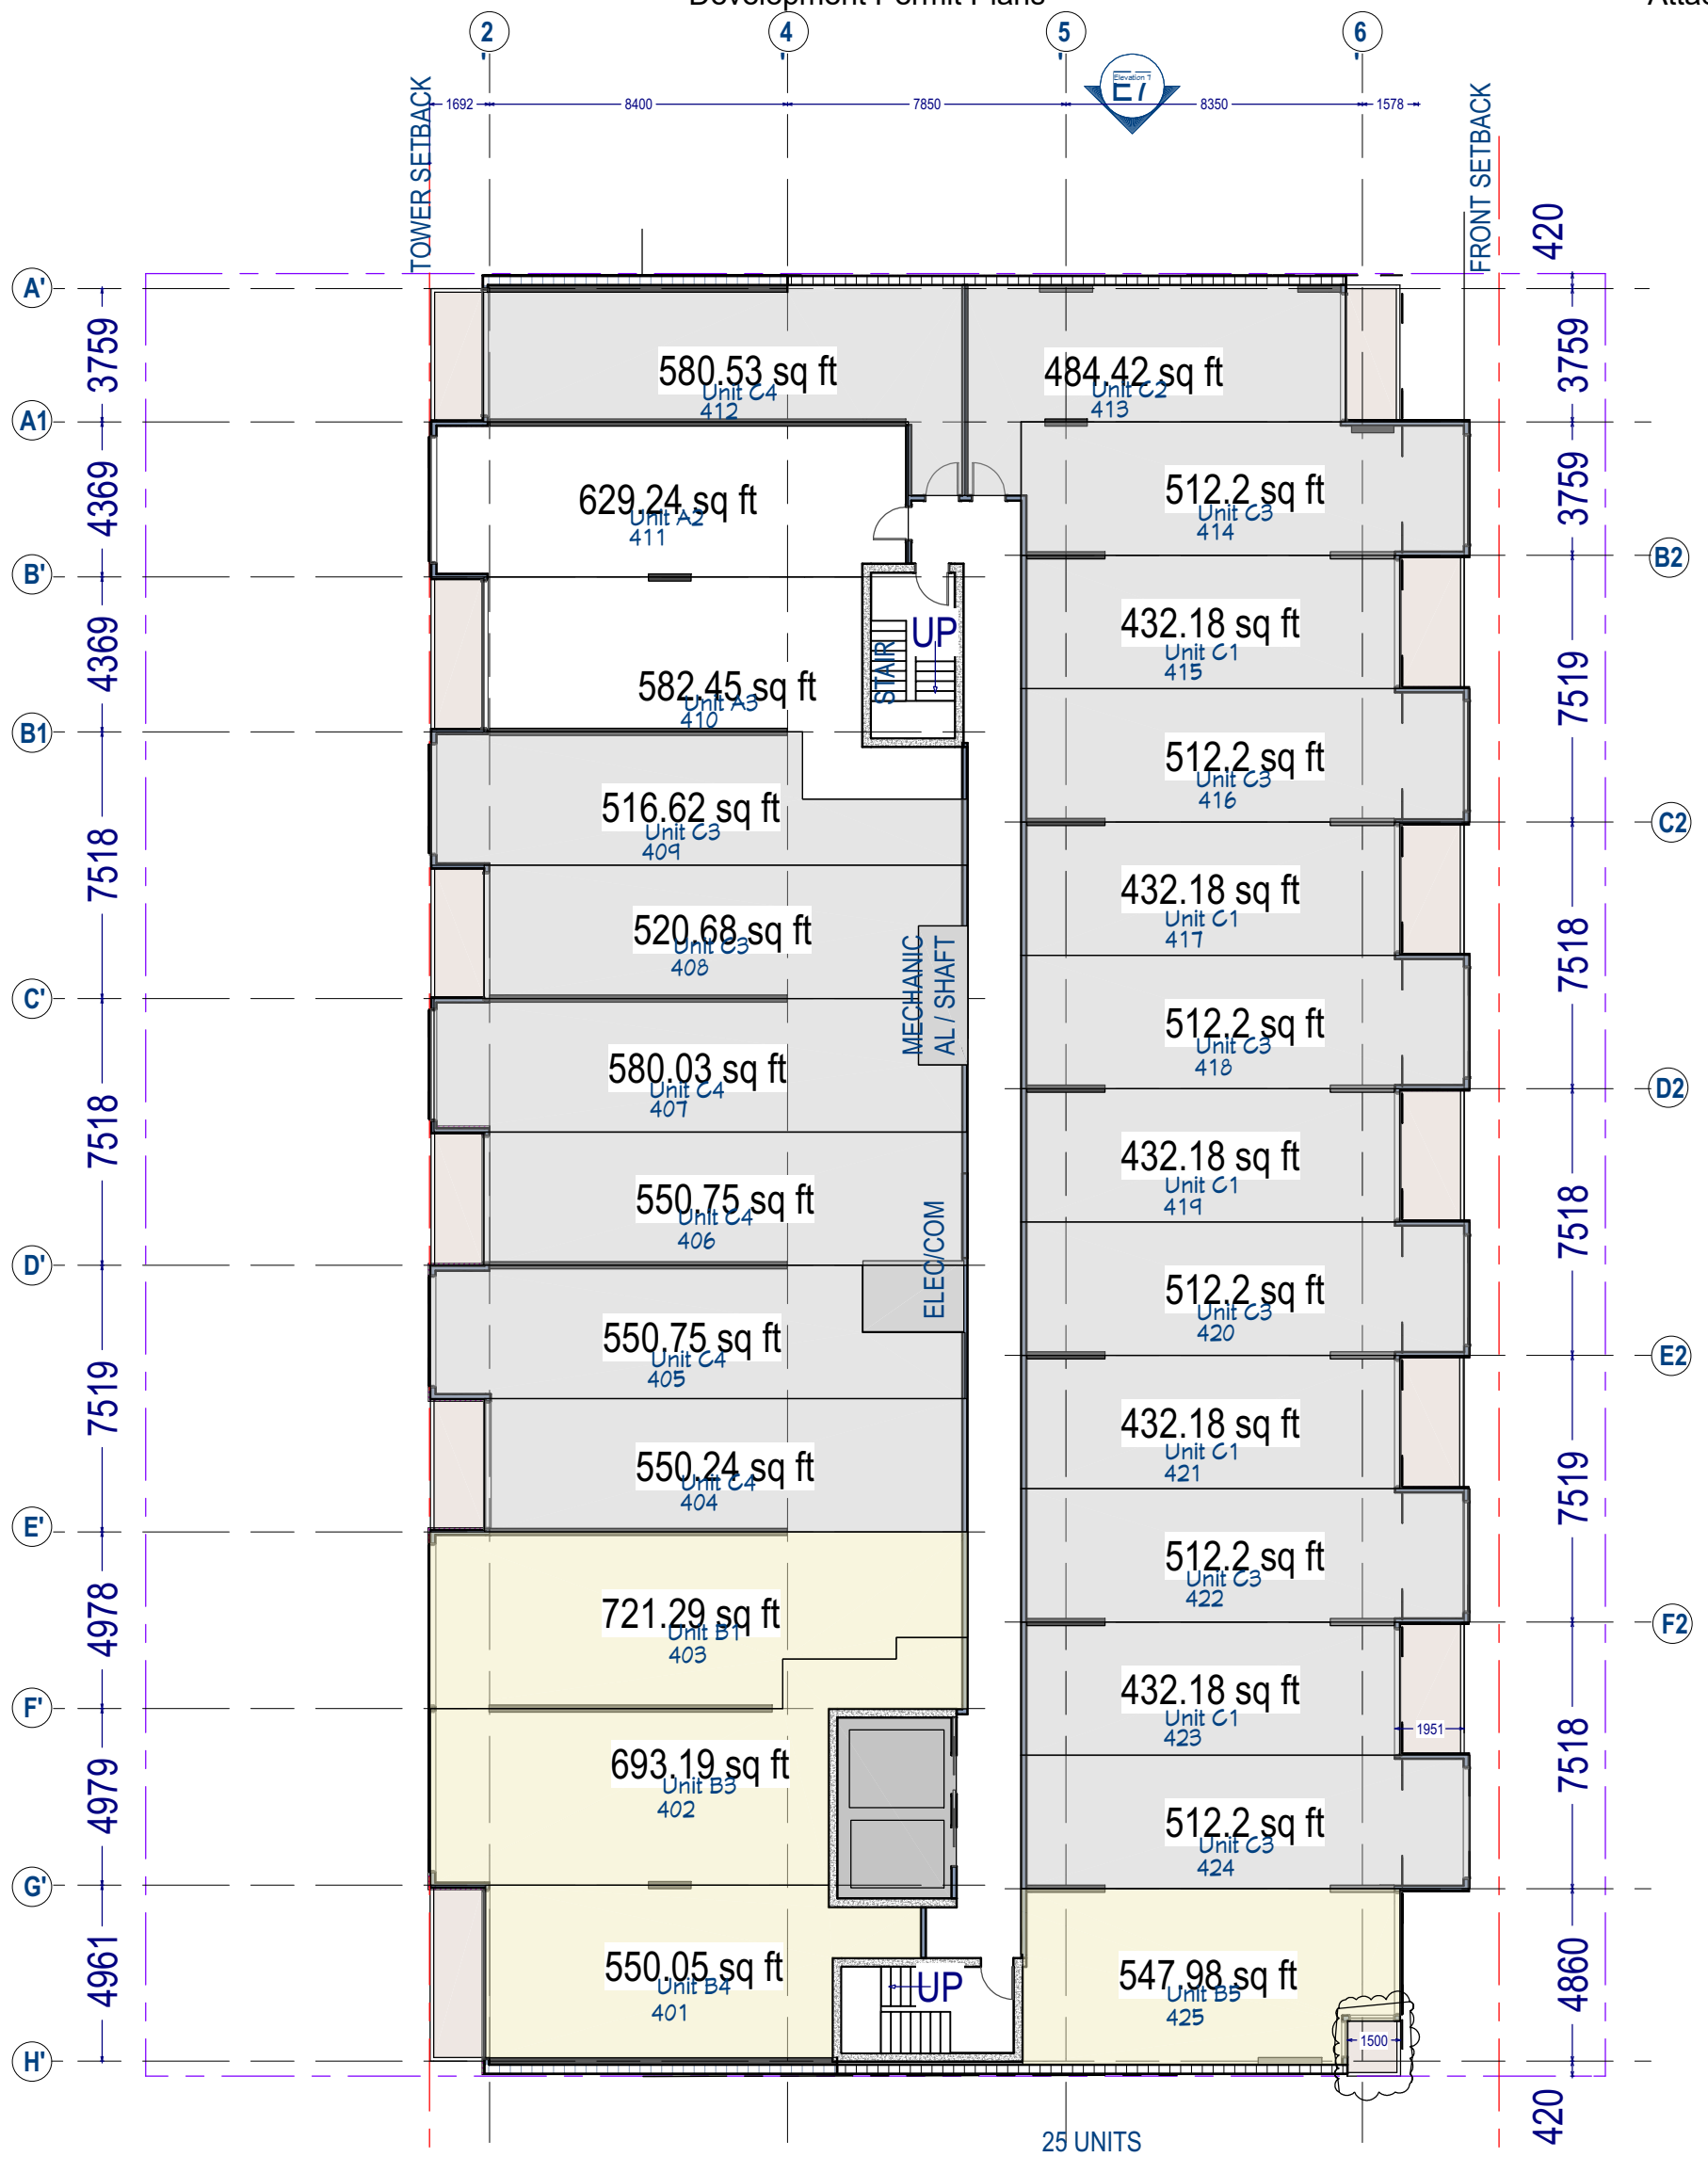 Development Permit Plans
2
4
5
6
Elevation 7
E7
1692
8400
7850
8350
1578
TOWER SETBACK
FRONT SETBACK
420
A'
3759
580.53 sq ft
Unit C4
412
484.42 sq ft
Unit C2
413
3759
A1
4369
629.24 sq ft
Unit A2
411
512.2 sq ft
Unit C3
414
3759
B'
B2
4369
582.45 sq ft
Unit A3
410
STAIR
UP
432.18 sq ft
Unit C1
415
7519
B1
512.2 sq ft
Unit C3
416
C2
7518
516.62 sq ft
Unit C3
409
432.18 sq ft
Unit C1
417
520.68 sq ft
Unit C3
408
MECHANIC
AL / SHAFT
7518
C'
512.2 sq ft
Unit C3
418
D2
7518
580.03 sq ft
Unit C4
407
432.18 sq ft
Unit C1
419
550.75 sq ft
Unit C4
406
7518
D'
ELEC/COM
512.2 sq ft
Unit C3
420
E2
7519
550.75 sq ft
Unit C4
405
432.18 sq ft
Unit C1
421
550.24 sq ft
Unit C4
404
7519
E'
512.2 sq ft
Unit C3
422
F2
4978
721.29 sq ft
Unit B1
403
432.18 sq ft
Unit C1
423
1951
F'
4979
693.19 sq ft
Unit B3
402
7518
512.2 sq ft
Unit C3
424
G'
4961
550.05 sq ft
Unit B4
401
UP
547.98 sq ft
Unit B5
425
4860
1500
H'
420
25 UNITS